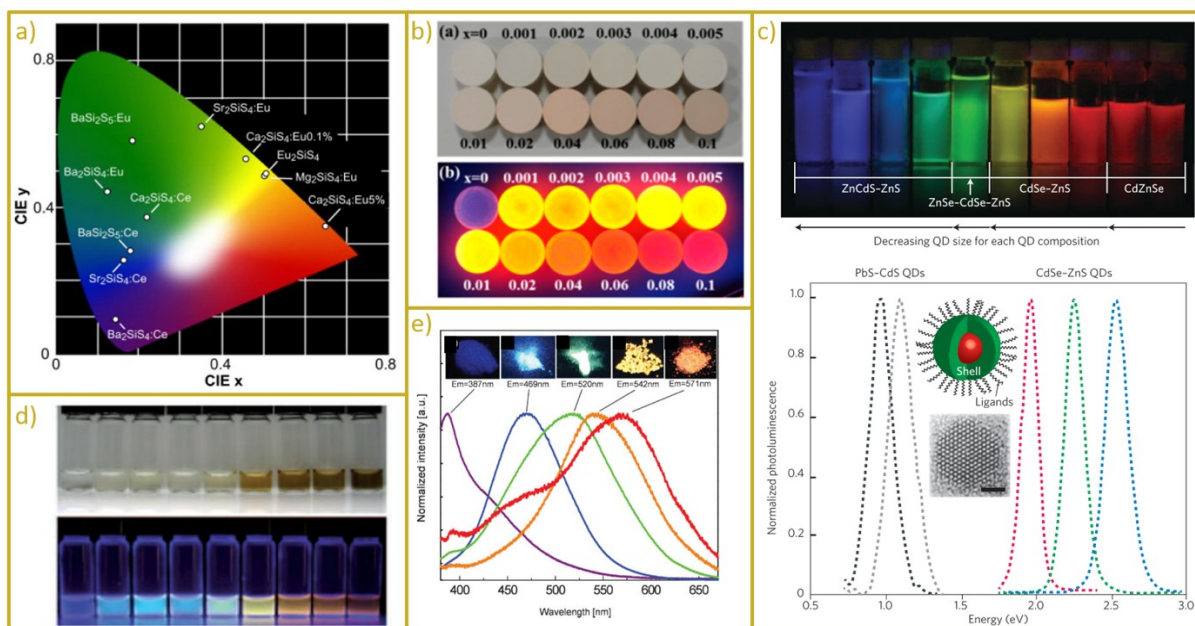 a)
0.8
0.4
0
CIE y
Sr₂SiS₄:Eu
BaSi₂S₅:Eu
Ca₂SiS₄:Eu0.1%
Eu₂SiS₄
Mg₂SiS₄:Eu
Ba₂SiS₄:Eu
Ca₂SiS₄:Ce
Ca₂SiS₄:Eu5%
BaSi₂S₅:Ce
Sr₂SiS₄:Ce
Ba₂SiS₄:Ce
0 0.4 0.8
CIE x
b)
(a) x=0 0.001 0.002 0.003 0.004 0.005
0.01 0.02 0.04 0.06 0.08 0.1
(b) x=0 0.001 0.002 0.003 0.004 0.005
0.01 0.02 0.04 0.06 0.08 0.1
c)
ZnCdS–ZnS
ZnSe–CdSe–ZnS
CdSe–ZnS
CdZnSe
Decreasing QD size for each QD composition
PbS–CdS QDs CdSe–ZnS QDs
Normalized photoluminescence
1.0
0.8
0.6
0.4
0.2
0
Shell
Ligands
0.5 1.0 1.5 2.0 2.5 3.0
Energy (eV)
d)
e)
Em=387nm Em=469nm Em=520nm Em=542nm Em=571nm
Normalized intensity [a.u.]
400 450 500 550 600 650
Wavelength [nm]